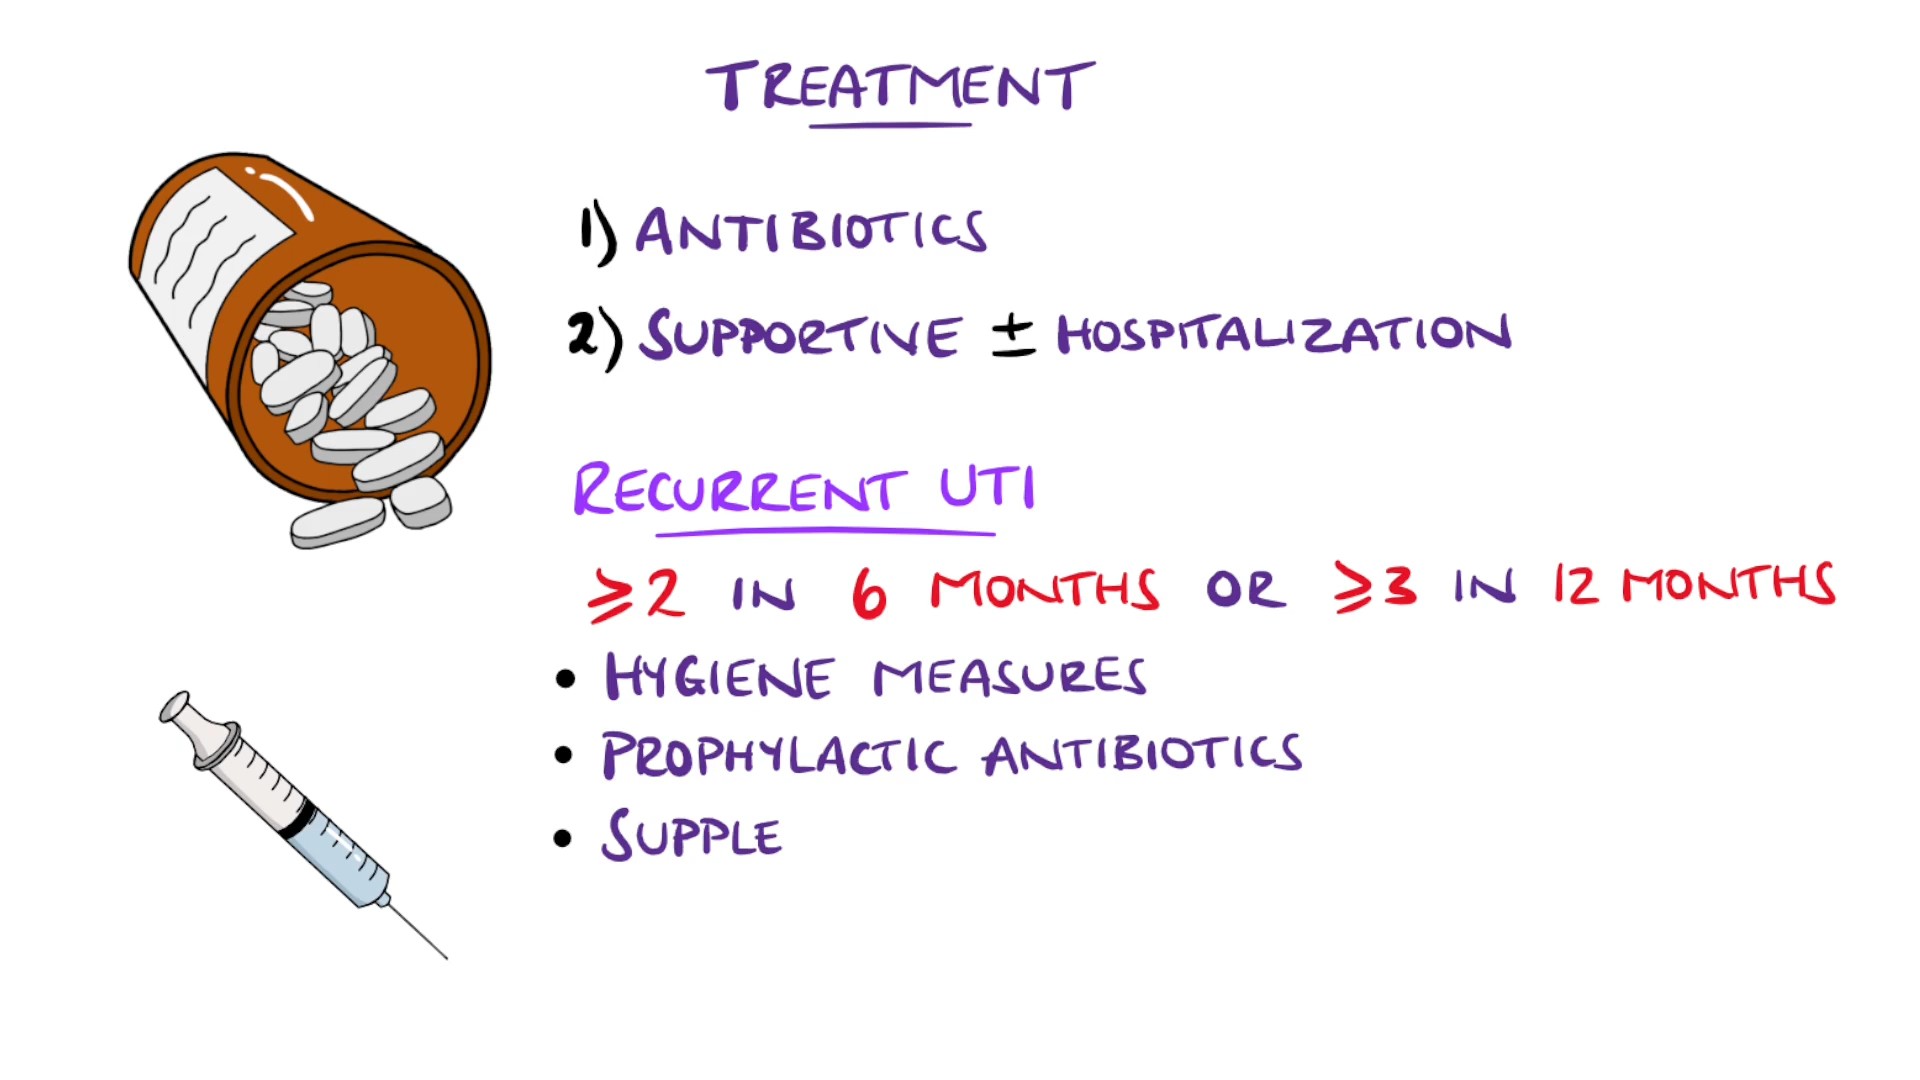 TREATMENT
1) ANTIBIOTICS
2) SUPPORTIVE ± HOSPITALIZATION
RECURRENT UTI
≥2 IN 6 MONTHS OR ≥3 IN 12 MONTHS
• HYGIENE MEASURES
• PROPHYLACTIC ANTIBIOTICS
• SUPPLE